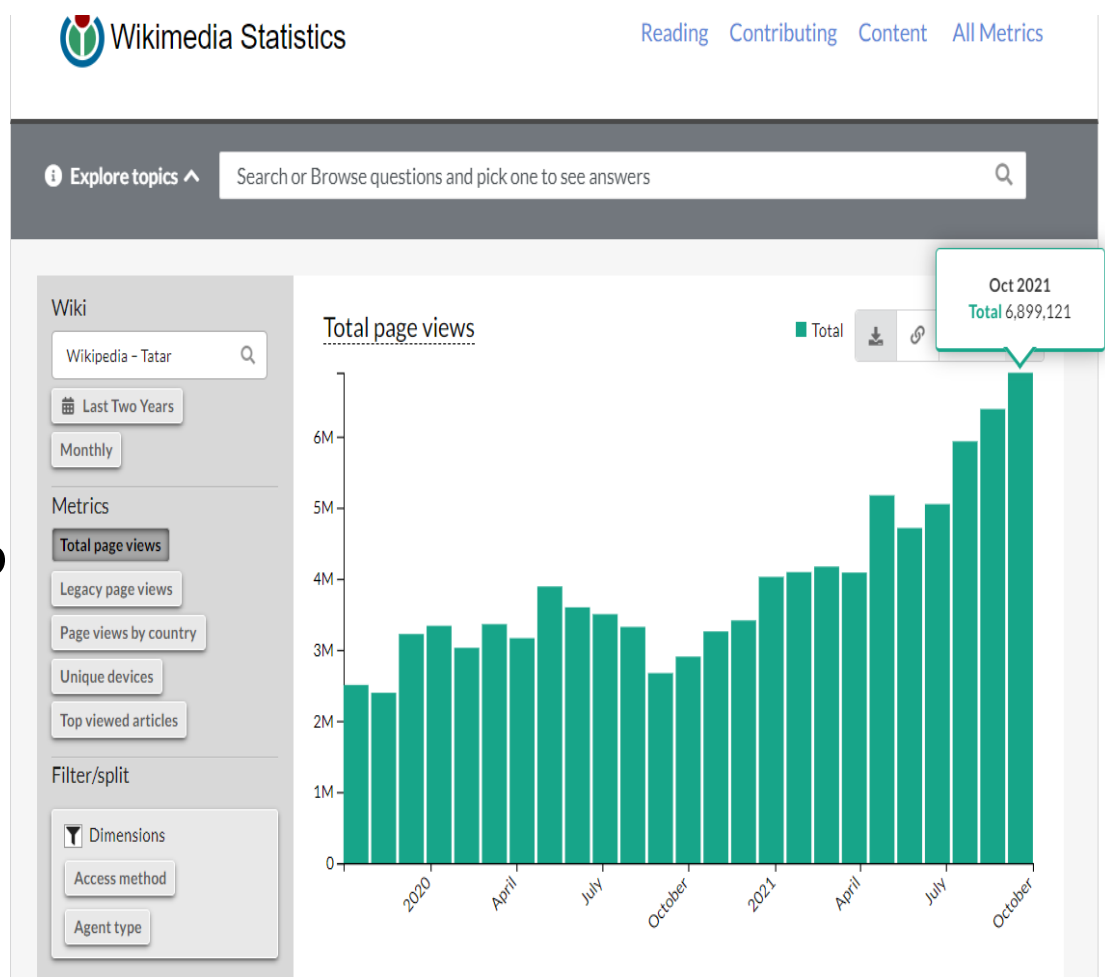 Wikimedia Statistics
Reading Contributing Content All Metrics
Explore topics
Search or Browse questions and pick one to see answers
Oct 2021
Total 6,899,121
Wiki
Wikipedia – Tatar
Last Two Years
Monthly
Metrics
Total page views
Legacy page views
Page views by country
Unique devices
Top viewed articles
Filter/split
Dimensions
Access method
Agent type
Total page views
Total
6M
5M
4M
3M
2M
1M
0
2020 April July October 2021 April July October